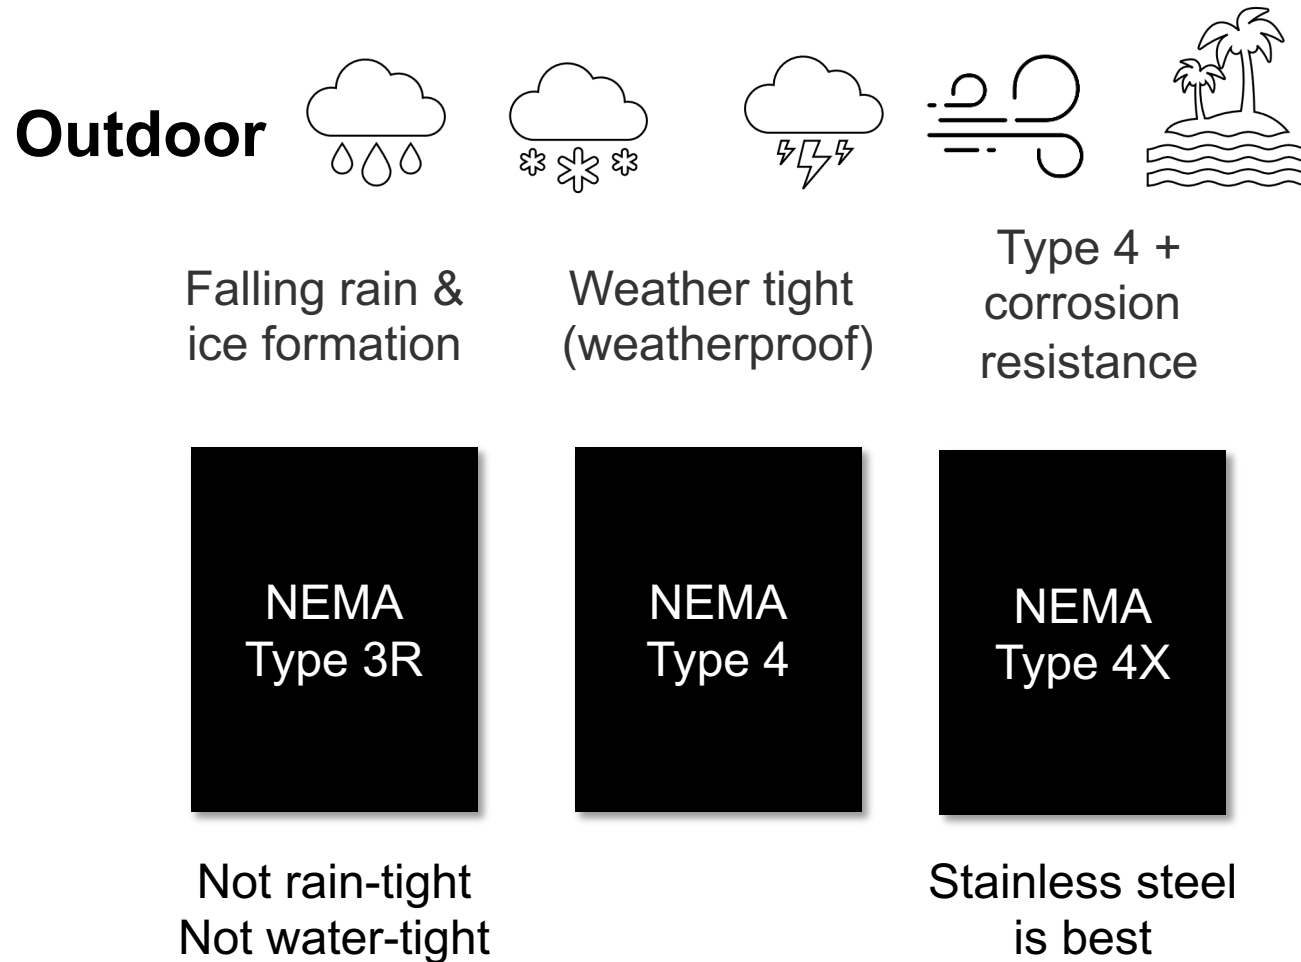 Outdoor
Falling rain &
ice formation
Weather tight
(weatherproof)
Type 4 +
corrosion
resistance
NEMA
Type 3R
NEMA
Type 4
NEMA
Type 4X
Not rain-tight
Not water-tight
Stainless steel
is best